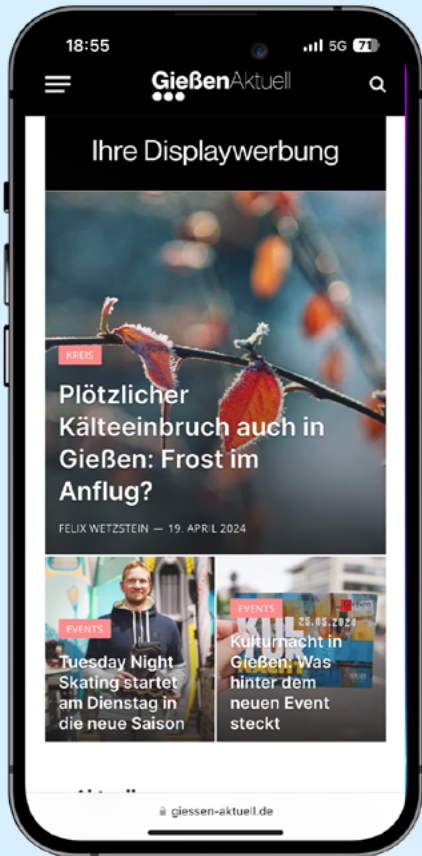 18:55
5G 71
GießenAktuell
Ihre Displaywerbung
KREIS
Plötzlicher
Kälteeinbruch auch in
Gießen: Frost im
Anflug?
FELIX WETZSTEIN — 19. APRIL 2024
EVENTS
Tuesday Night
Skating startet
am Dienstag in
die neue Saison
EVENTS
Gießen
25.05.2024
Kulturnacht in
Gießen: Was
hinter dem
neuen Event
steckt
giessen-aktuell.de